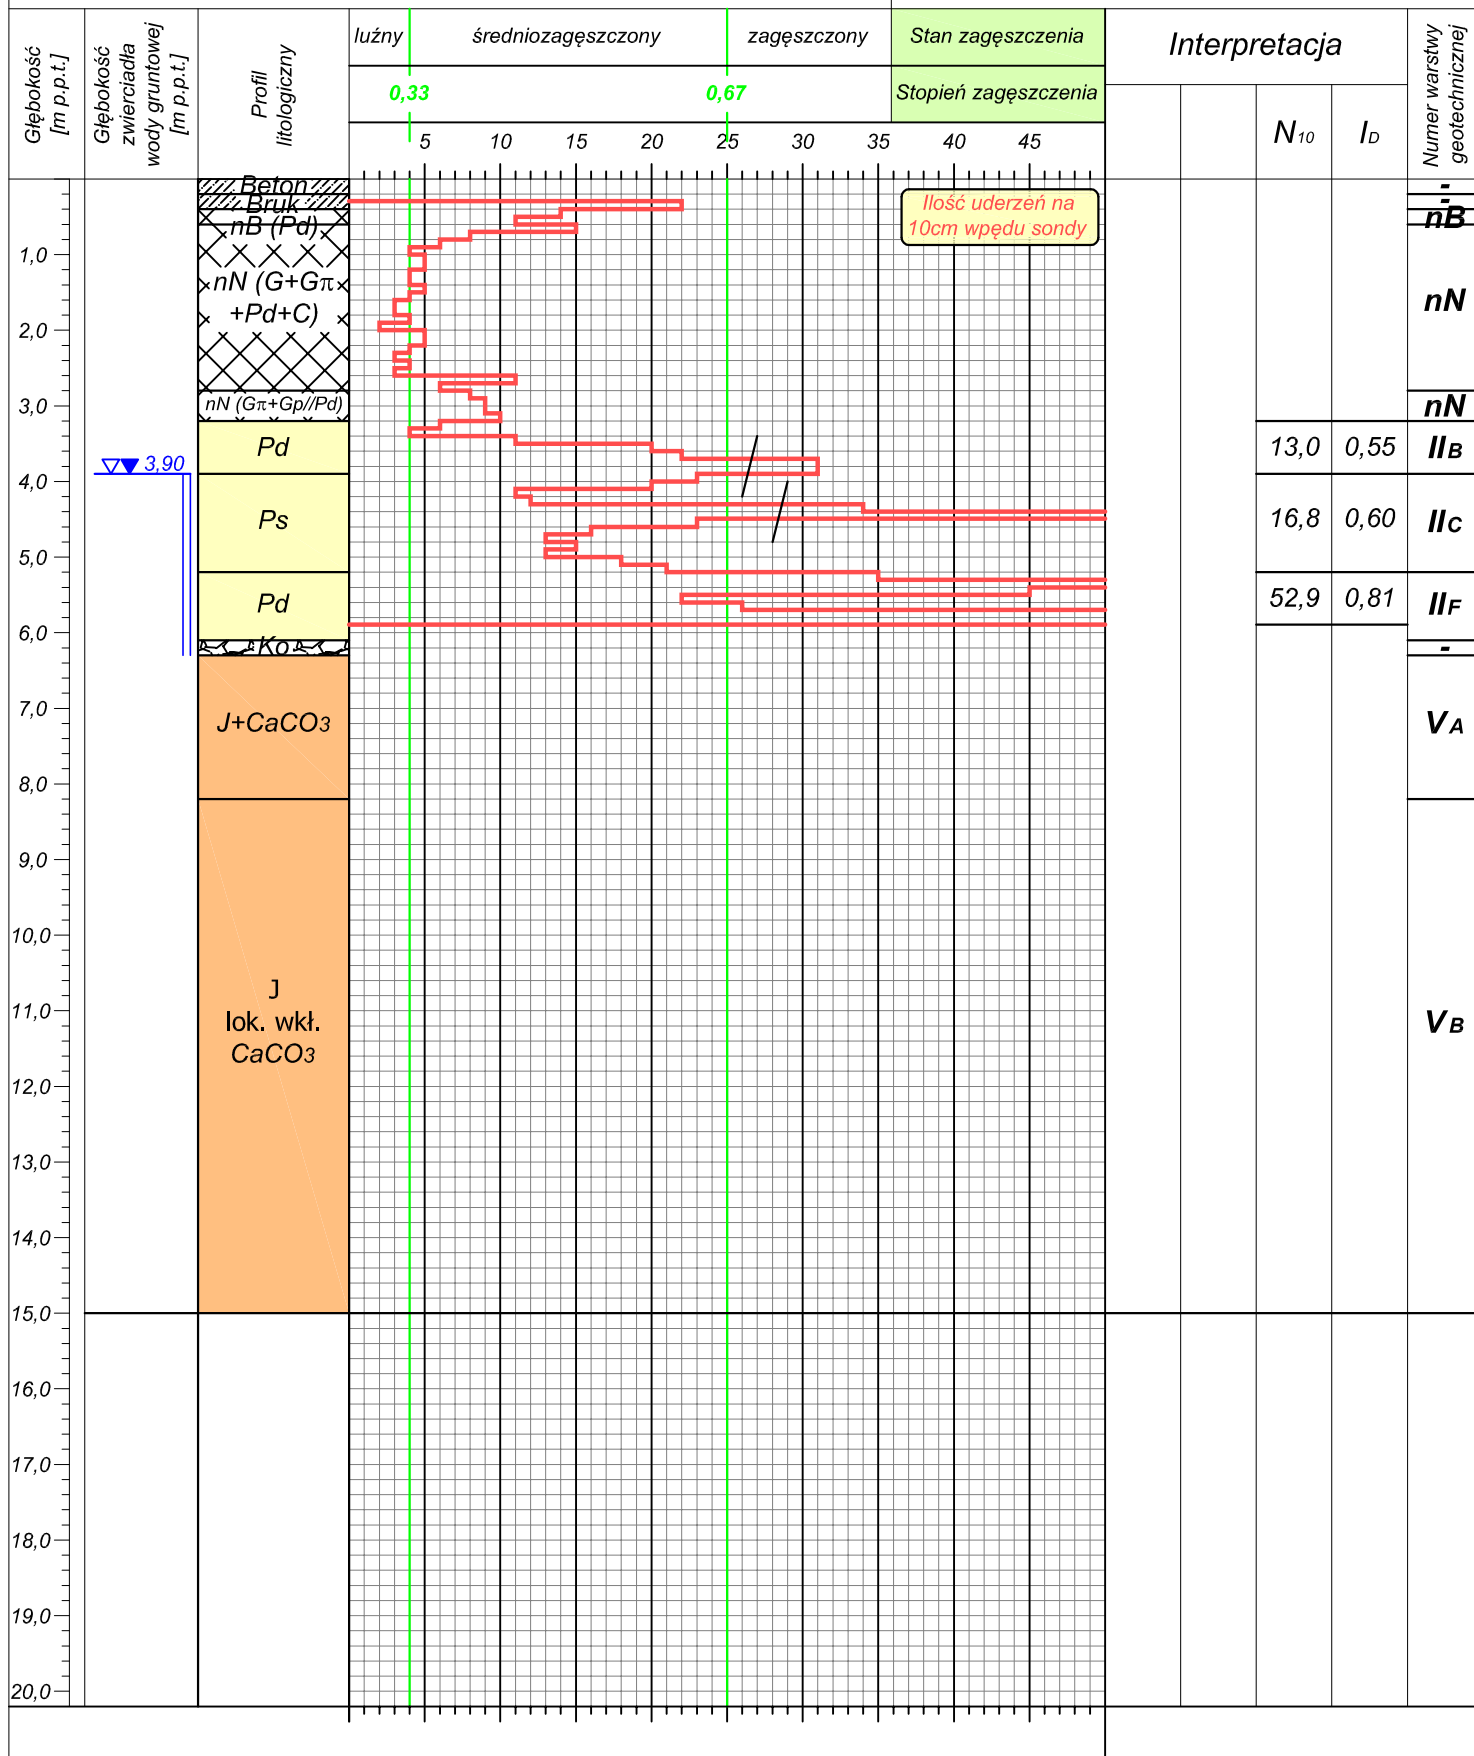 Głębokość
[m p.p.t.]
Głębokość
zwierciadła
wody gruntowej
[m p.p.t.]
Profil
litologiczny
luźny średniozagęszczony zagęszczony Stan zagęszczenia
0,33 0,67 Stopień zagęszczenia
5 10 15 20 25 30 35 40 45
Interpretacja
N10 ID
Numer warstwy
geotechnicznej
Ilość uderzeń na
10cm wpędu sondy
Beton -
Bruk -
nB (Pd) nB
1,0
nN (G+Gπ
+Pd+C) nN
2,0
nN (Gπ+Gp//Pd) nN
3,0
Pd 13,0 0,55 IIB
3,90
4,0
Ps 16,8 0,60 IIC
5,0
Pd 52,9 0,81 IIF
6,0
Ko -
7,0
J+CaCO3 VA
8,0
9,0
10,0
J
11,0
lok. wkł. VB
CaCO3
12,0
13,0
14,0
15,0
16,0
17,0
18,0
19,0
20,0